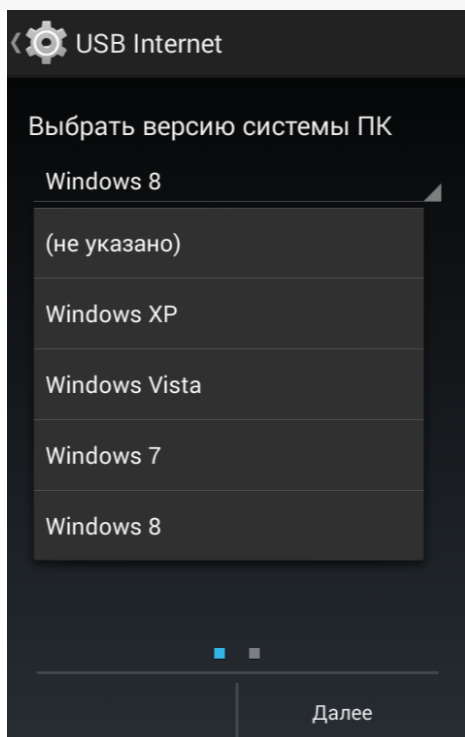 USB Internet
Выбрать версию системы ПК
Windows 8
(не указано)
Windows XP
Windows Vista
Windows 7
Windows 8
Далее